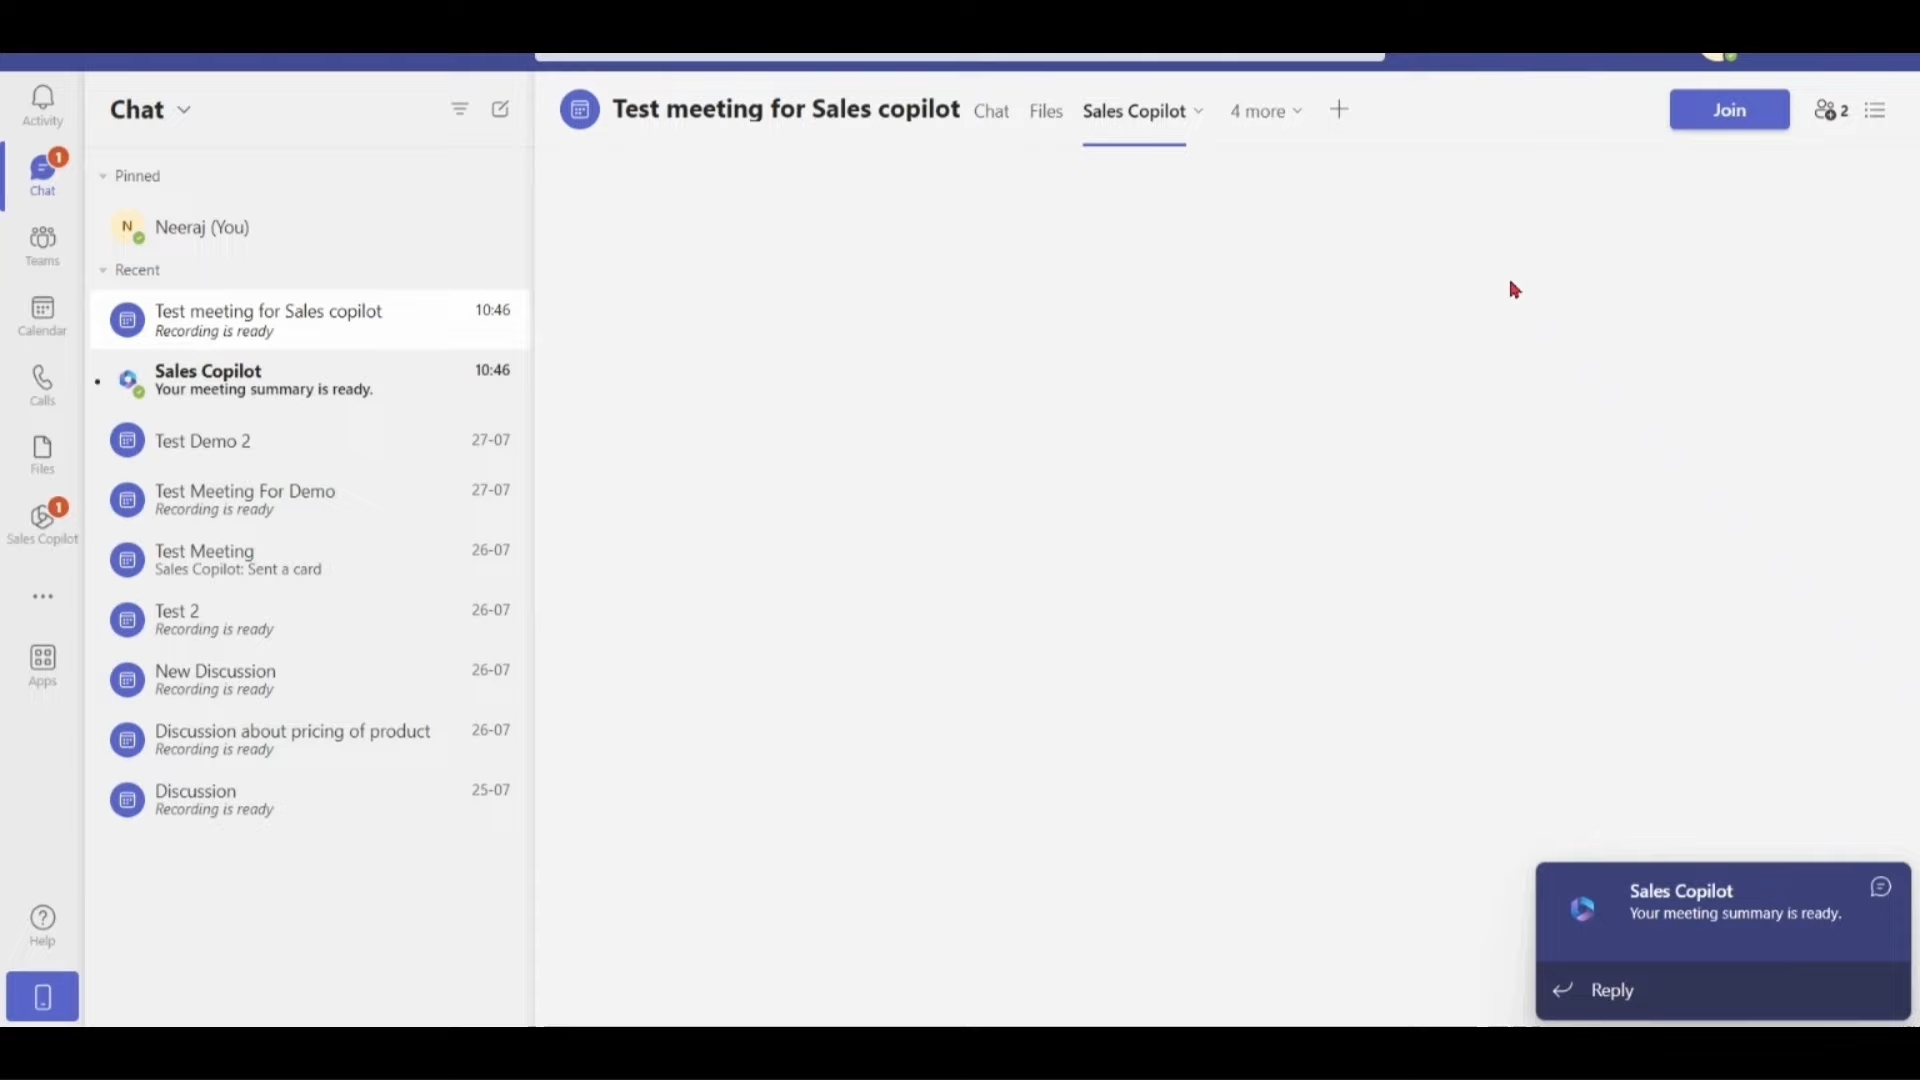 Activity
1
Chat
Teams
Calendar
Calls
Files
1
Sales Copilot
Apps
Help
Chat
Pinned
N
Neeraj (You)
Recent
Test meeting for Sales copilot 10:46
Recording is ready
Sales Copilot 10:46
Your meeting summary is ready.
Test Demo 2 27-07
Test Meeting For Demo 27-07
Recording is ready
Test Meeting 26-07
Sales Copilot: Sent a card
Test 2 26-07
Recording is ready
New Discussion 26-07
Recording is ready
Discussion about pricing of product 26-07
Recording is ready
Discussion 25-07
Recording is ready
Test meeting for Sales copilot Chat Files Sales Copilot 4 more
Join 2
Sales Copilot
Your meeting summary is ready.
Reply